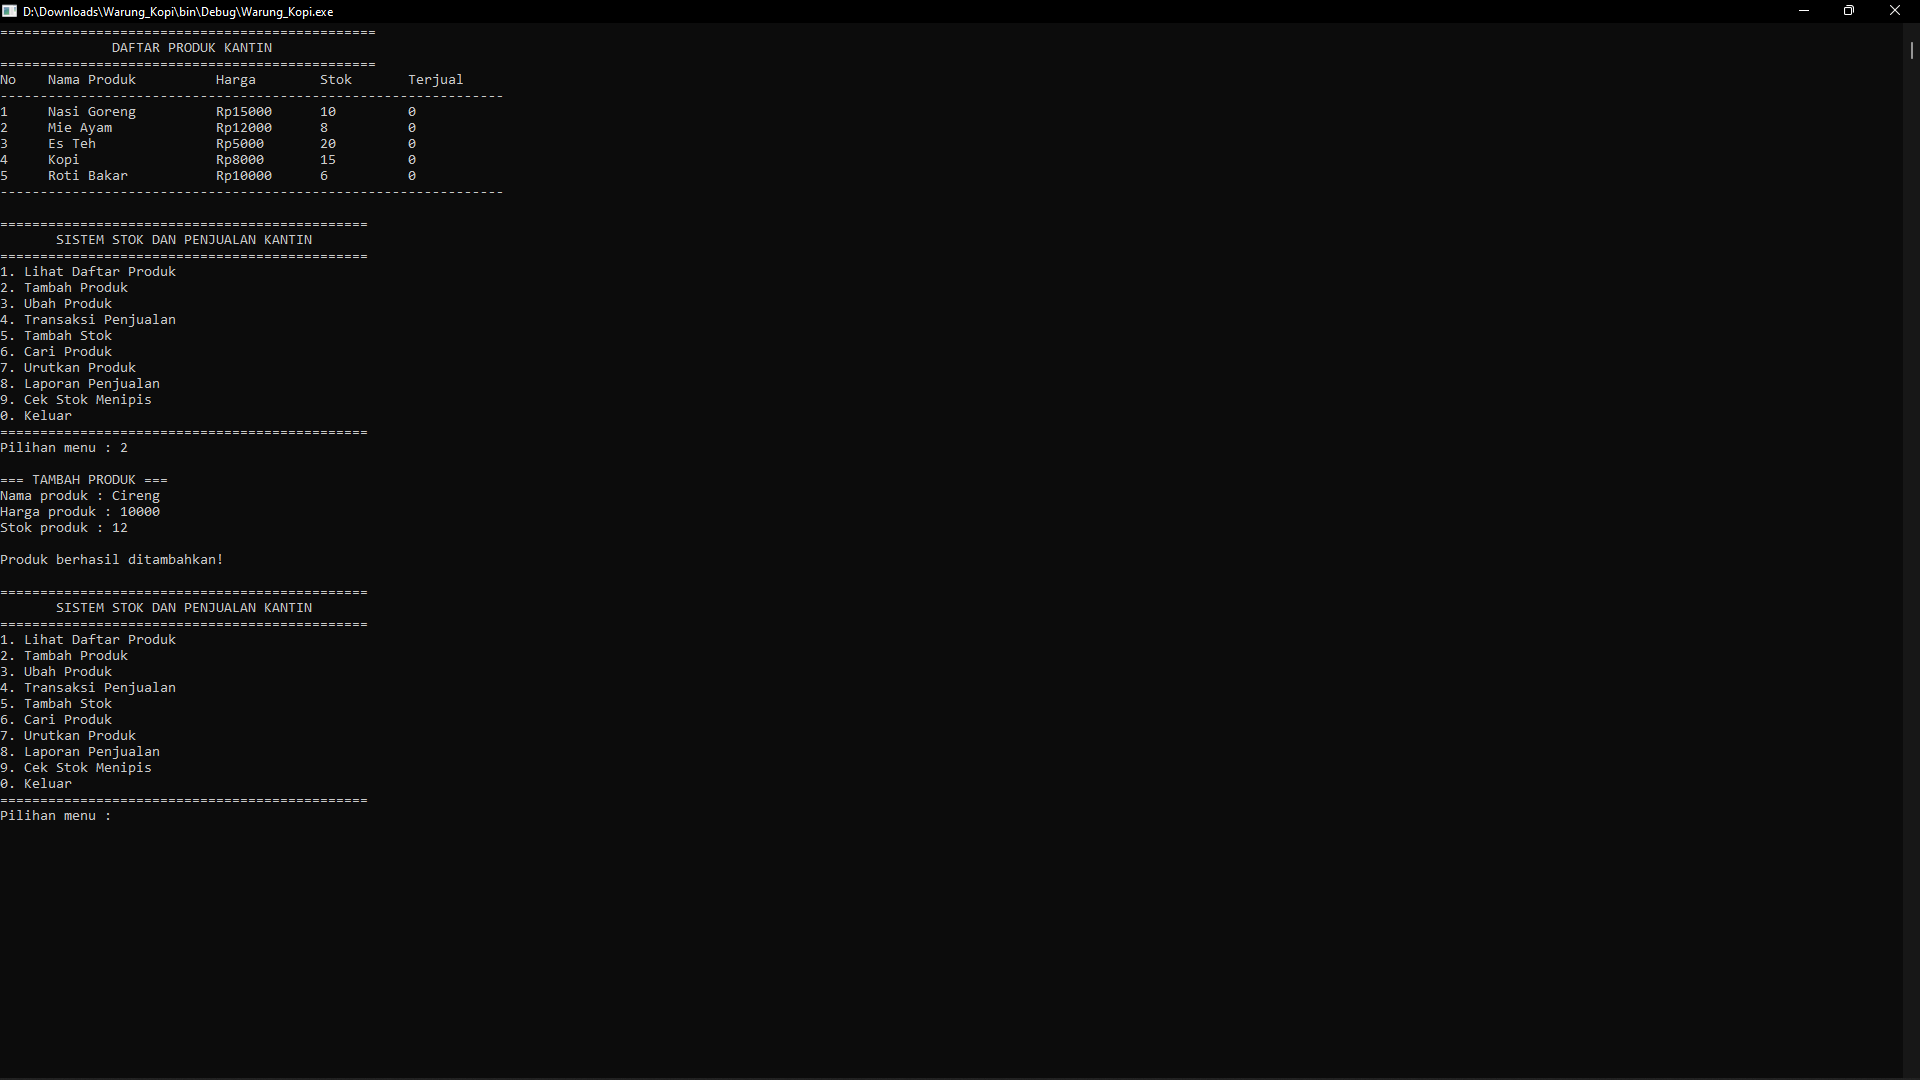 D:\Downloads\Warung_Kopi\bin\Debug\Warung_Kopi.exe
===============================================
              DAFTAR PRODUK KANTIN
===============================================
No    Nama Produk          Harga        Stok       Terjual
---------------------------------------------------------------
1     Nasi Goreng          Rp15000      10         0
2     Mie Ayam             Rp12000      8          0
3     Es Teh               Rp5000       20         0
4     Kopi                 Rp8000       15         0
5     Roti Bakar           Rp10000      6          0
---------------------------------------------------------------
==============================================
       SISTEM STOK DAN PENJUALAN KANTIN
==============================================
1. Lihat Daftar Produk
2. Tambah Produk
3. Ubah Produk
4. Transaksi Penjualan
5. Tambah Stok
6. Cari Produk
7. Urutkan Produk
8. Laporan Penjualan
9. Cek Stok Menipis
0. Keluar
==============================================
Pilihan menu : 2
=== TAMBAH PRODUK ===
Nama produk : Cireng
Harga produk : 10000
Stok produk : 12
Produk berhasil ditambahkan!
==============================================
       SISTEM STOK DAN PENJUALAN KANTIN
==============================================
1. Lihat Daftar Produk
2. Tambah Produk
3. Ubah Produk
4. Transaksi Penjualan
5. Tambah Stok
6. Cari Produk
7. Urutkan Produk
8. Laporan Penjualan
9. Cek Stok Menipis
0. Keluar
==============================================
Pilihan menu :